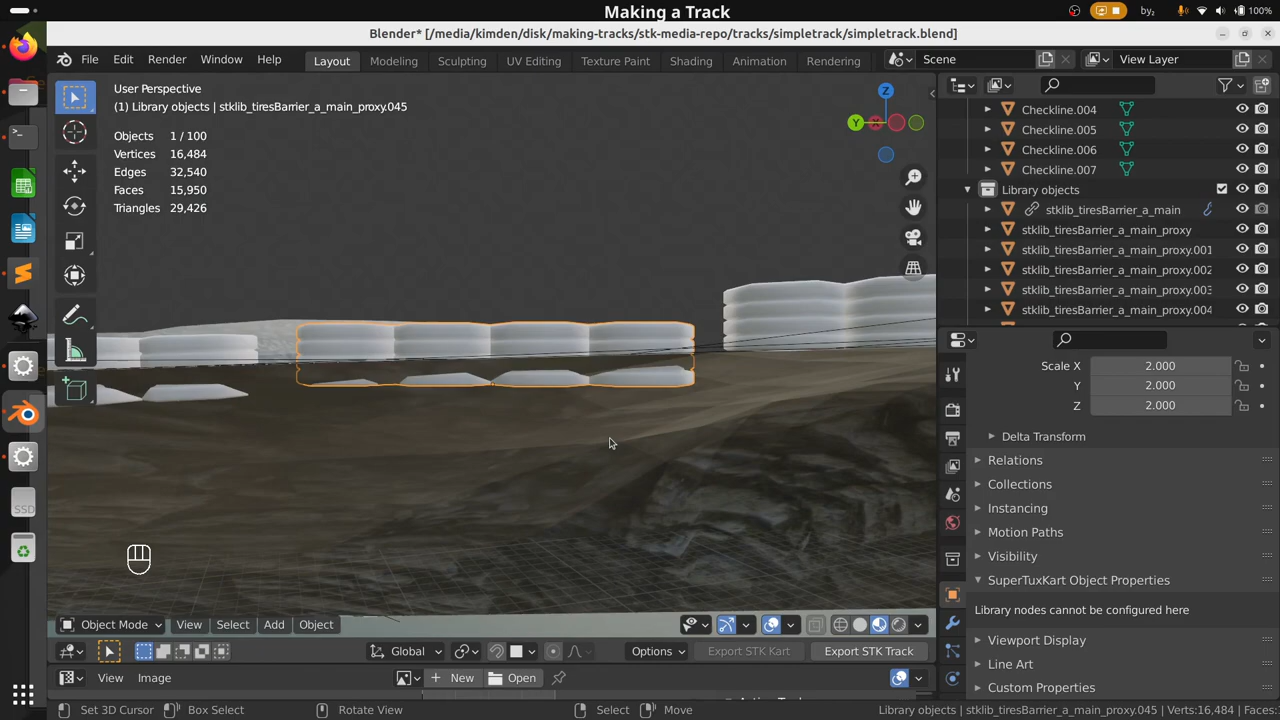 Making a Track
by₂
100%
Blender* [/media/kimden/disk/making-tracks/stk-media-repo/tracks/simpletrack/simpletrack.blend]
File Edit Render Window Help
Layout Modeling Sculpting UV Editing Texture Paint Shading Animation Rendering
Scene
View Layer
User Perspective
(1) Library objects | stklib_tiresBarrier_a_main_proxy.045
Objects 1 / 100
Vertices 16,484
Edges 32,540
Faces 15,950
Triangles 29,426
Z
Y
X
Checkline.004
Checkline.005
Checkline.006
Checkline.007
Library objects
stklib_tiresBarrier_a_main
stklib_tiresBarrier_a_main_proxy
stklib_tiresBarrier_a_main_proxy.001
stklib_tiresBarrier_a_main_proxy.002
stklib_tiresBarrier_a_main_proxy.003
stklib_tiresBarrier_a_main_proxy.004
Scale X 2.000
Y 2.000
Z 2.000
Delta Transform
Relations
Collections
Instancing
Motion Paths
Visibility
SuperTuxKart Object Properties
Library nodes cannot be configured here
Viewport Display
Line Art
Custom Properties
SSD
Object Mode View Select Add Object
Global
Options Export STK Kart Export STK Track
View Image
New Open
Set 3D Cursor Box Select Rotate View Select Move
Library objects | stklib_tiresBarrier_a_main_proxy.045 | Verts:16,484 | Faces: